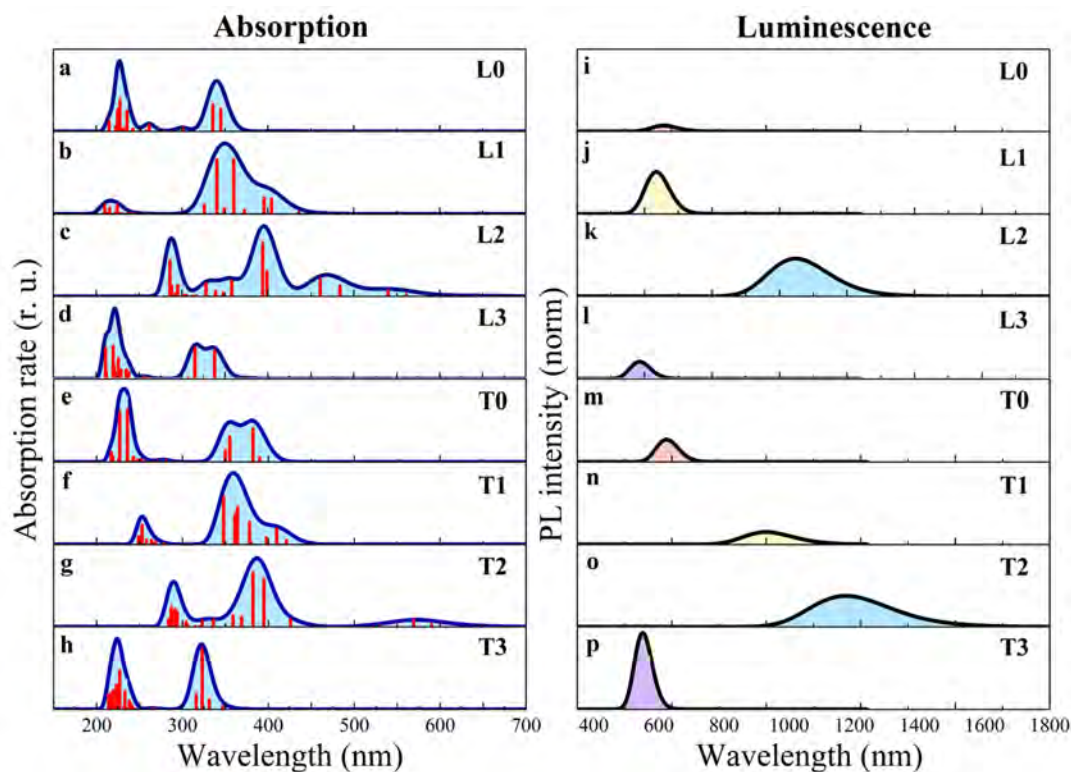 Absorption
Luminescence
a L0
b L1
c L2
d L3
e T0
f T1
g T2
h T3
i L0
j L1
k L2
l L3
m T0
n T1
o T2
p T3
Absorption rate (r. u.)
PL intensity (norm)
200 300 400 500 600 700
400 600 800 1000 1200 1400 1600 1800
Wavelength (nm)
Wavelength (nm)